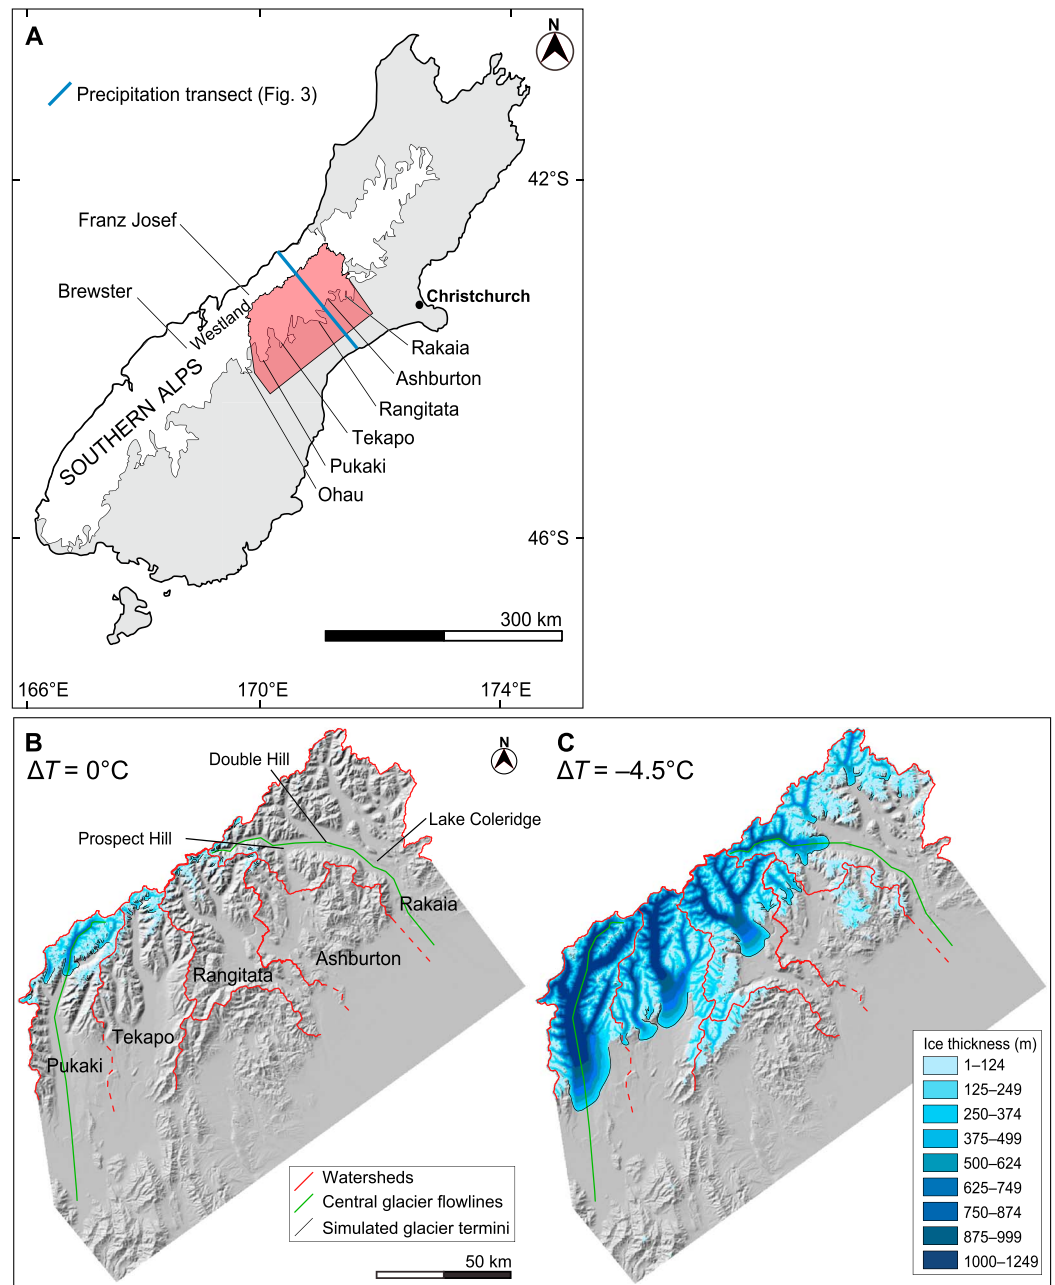 A
N
Precipitation transect (Fig. 3)
42°S
Franz Josef
Brewster
Westland
Christchurch
SOUTHERN ALPS
Rakaia
Ashburton
Rangitata
Tekapo
Pukaki
Ohau
46°S
300 km
166°E
170°E
174°E
B
ΔT = 0°C
N
Double Hill
Prospect Hill
Lake Coleridge
Rakaia
Ashburton
Rangitata
Tekapo
Pukaki
Watersheds
Central glacier flowlines
Simulated glacier termini
50 km
C
ΔT = –4.5°C
Ice thickness (m)
1–124
125–249
250–374
375–499
500–624
625–749
750–874
875–999
1000–1249